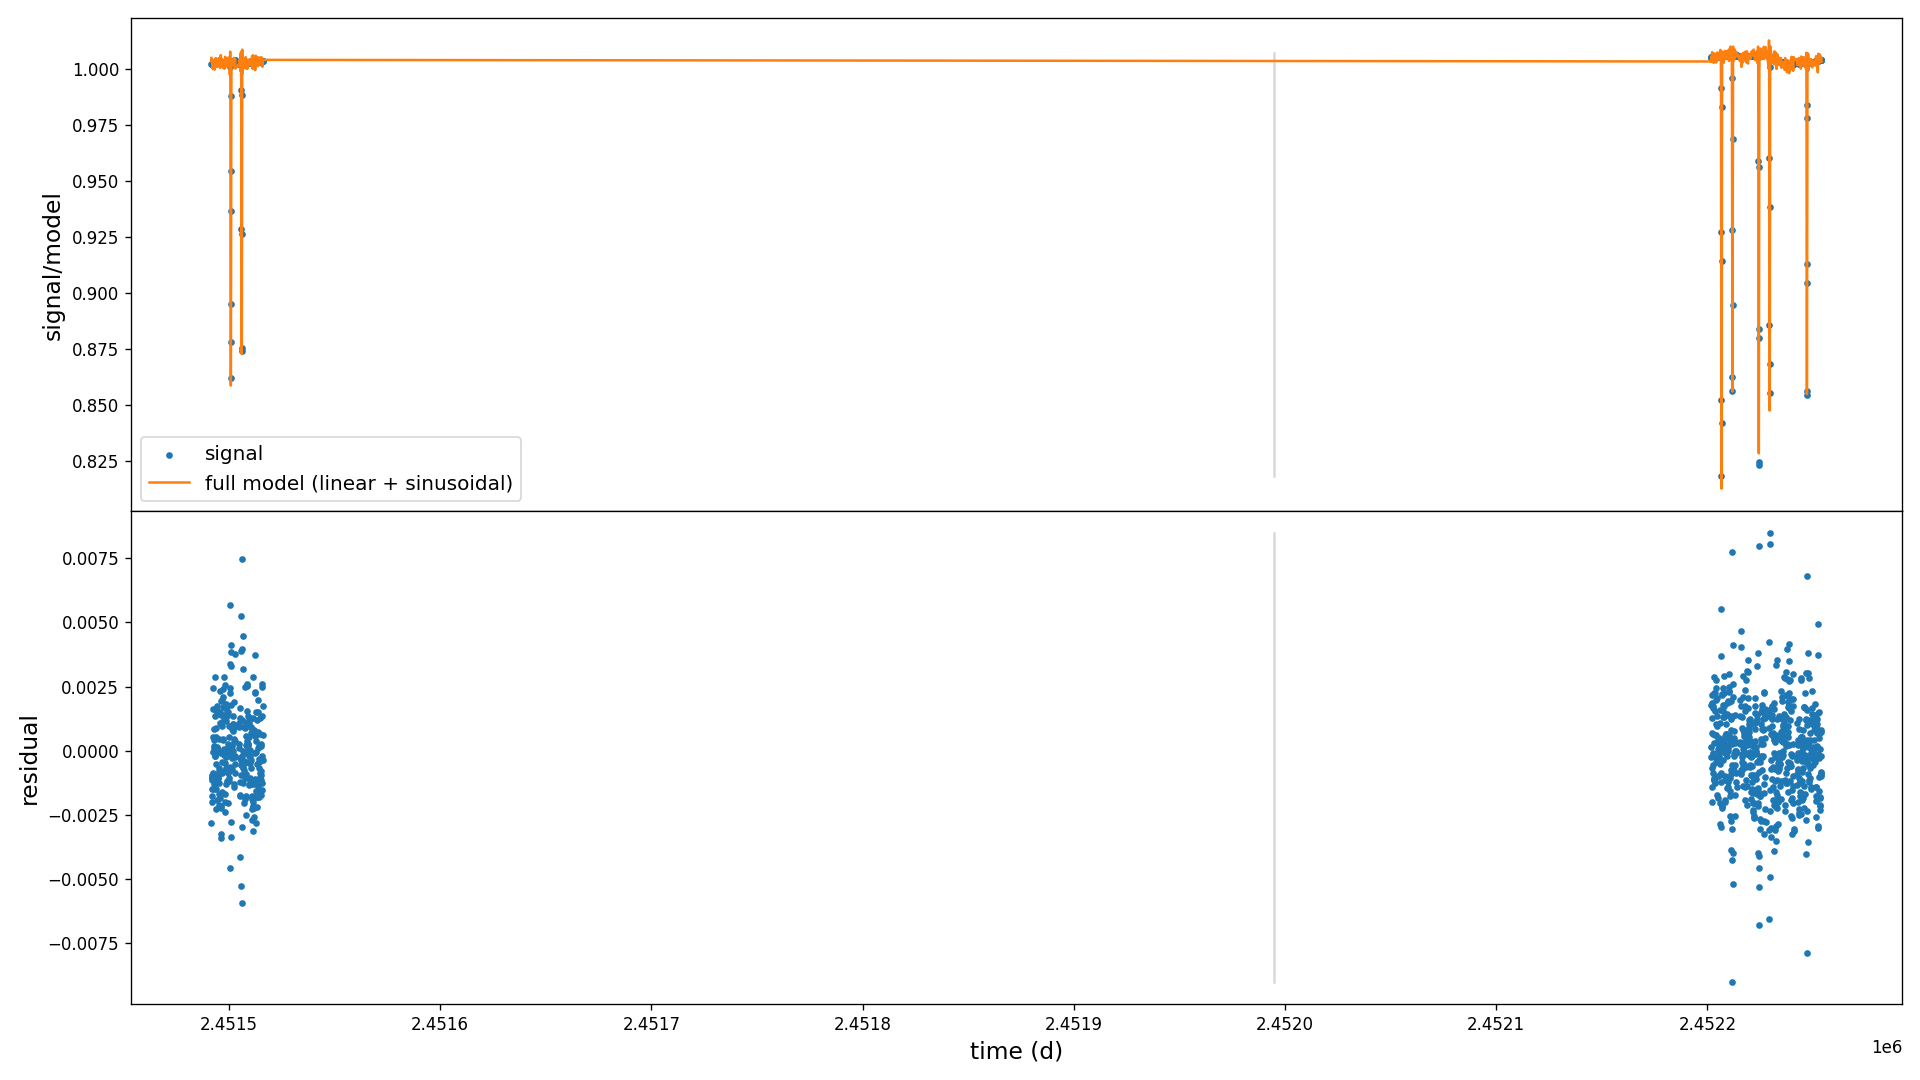 1.000
0.975
0.950
0.925
0.900
0.875
0.850
0.825
signal/model
signal
full model (linear + sinusoidal)
0.0075
0.0050
0.0025
0.0000
−0.0025
−0.0050
−0.0075
residual
2.4515 2.4516 2.4517 2.4518 2.4519 2.4520 2.4521 2.4522
1e6
time (d)